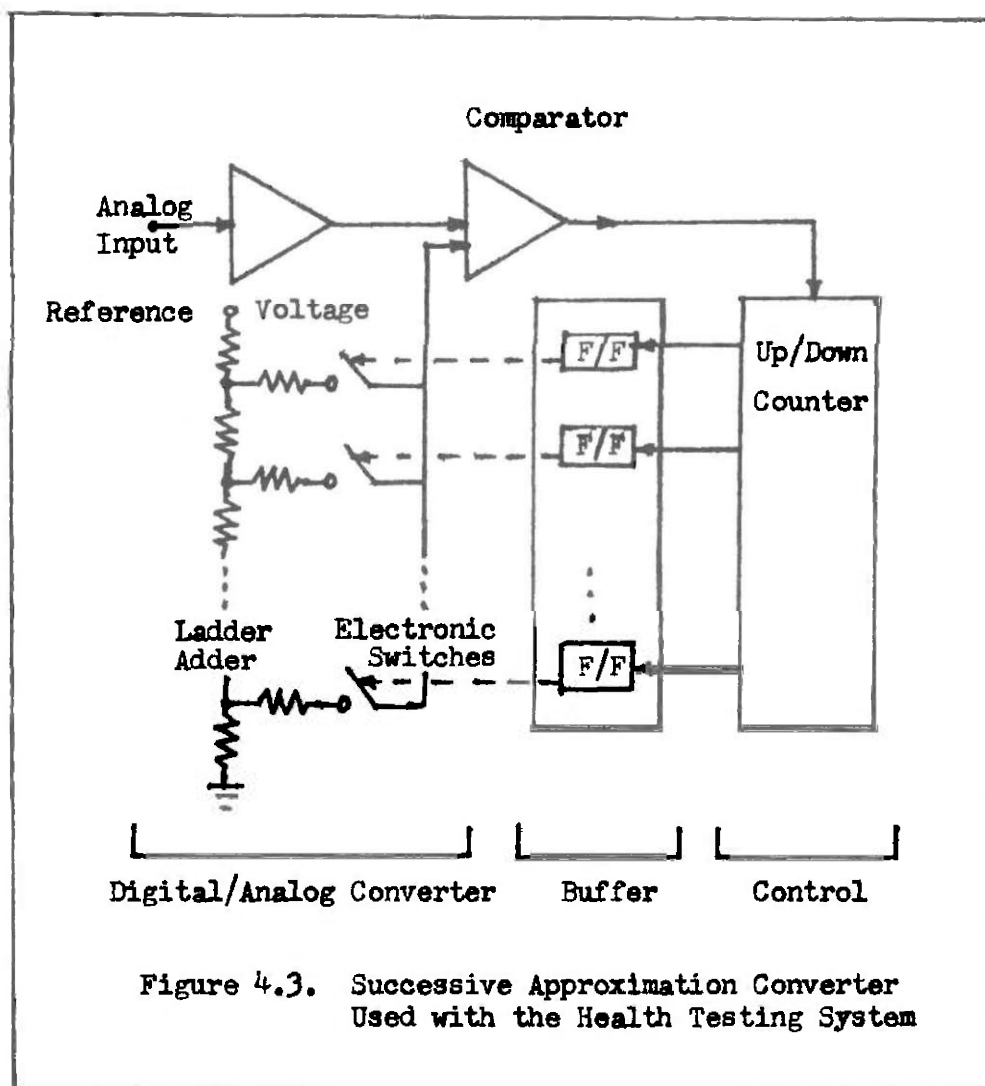 Comparator
Analog
Input
Reference Voltage
F/F
Up/Down
Counter
F/F
Ladder
Adder
Electronic
Switches
F/F
Digital/Analog Converter
Buffer
Control
Figure 4.3. Successive Approximation Converter
Used with the Health Testing System